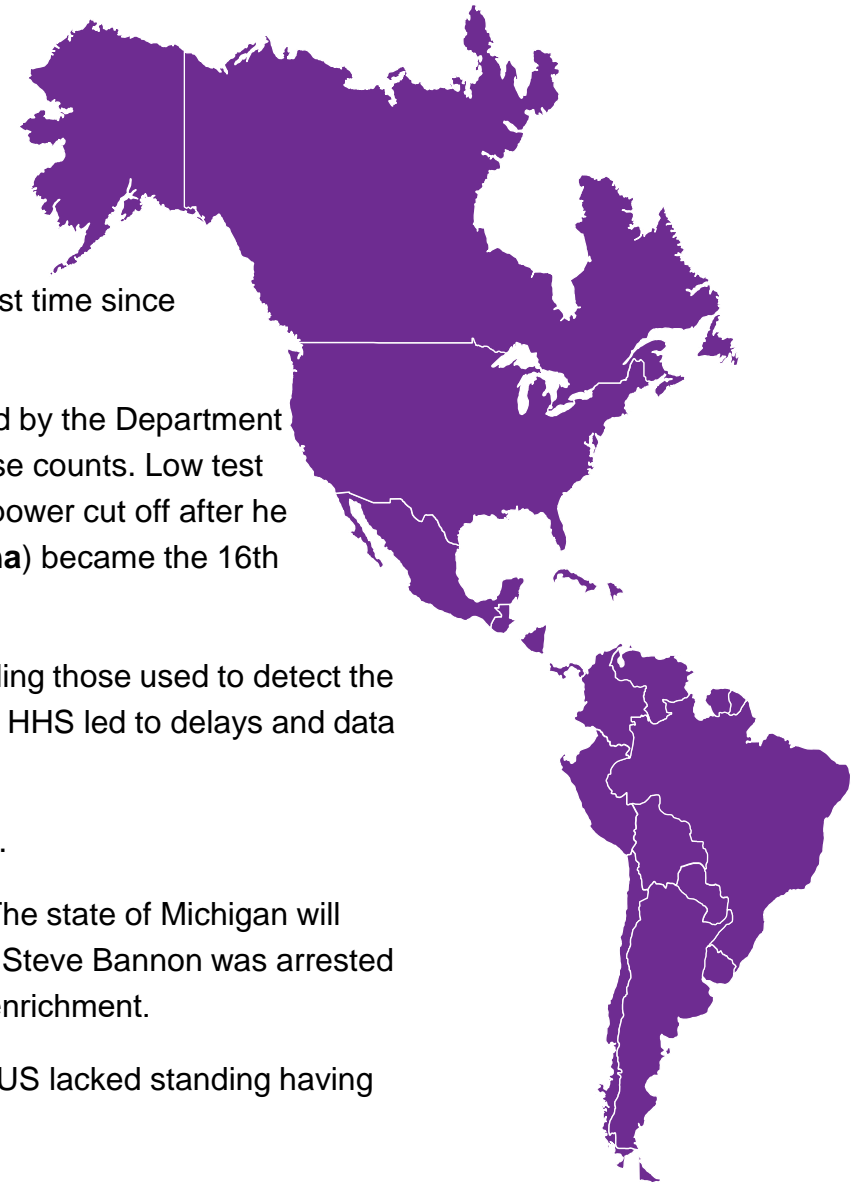 st time since
d by the Department
se counts. Low test
power cut off after he
na) became the 16th
ding those used to detect the
HHS led to delays and data
.
The state of Michigan will
Steve Bannon was arrested
enrichment.
US lacked standing having